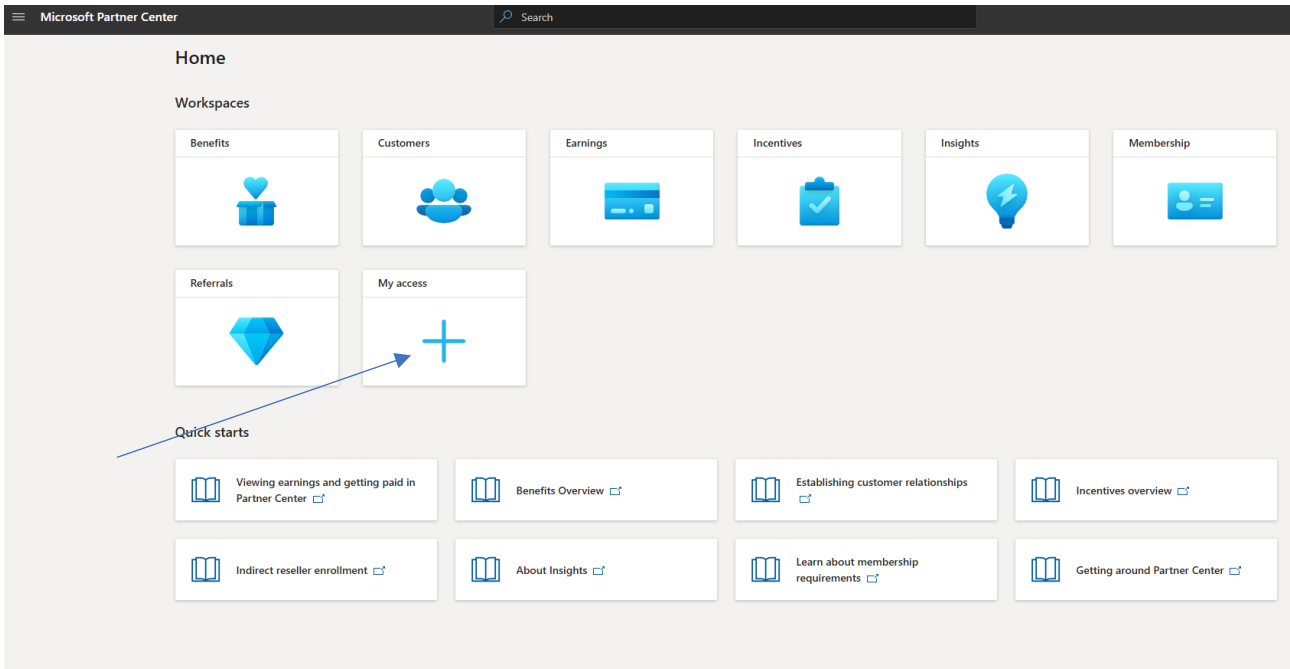 Microsoft Partner Center
Search
Home
Workspaces
Benefits
Customers
Earnings
Incentives
Insights
Membership
Referrals
My access
Quick starts
Viewing earnings and getting paid in
Partner Center
Benefits Overview
Establishing customer relationships
Incentives overview
Indirect reseller enrollment
About Insights
Learn about membership
requirements
Getting around Partner Center